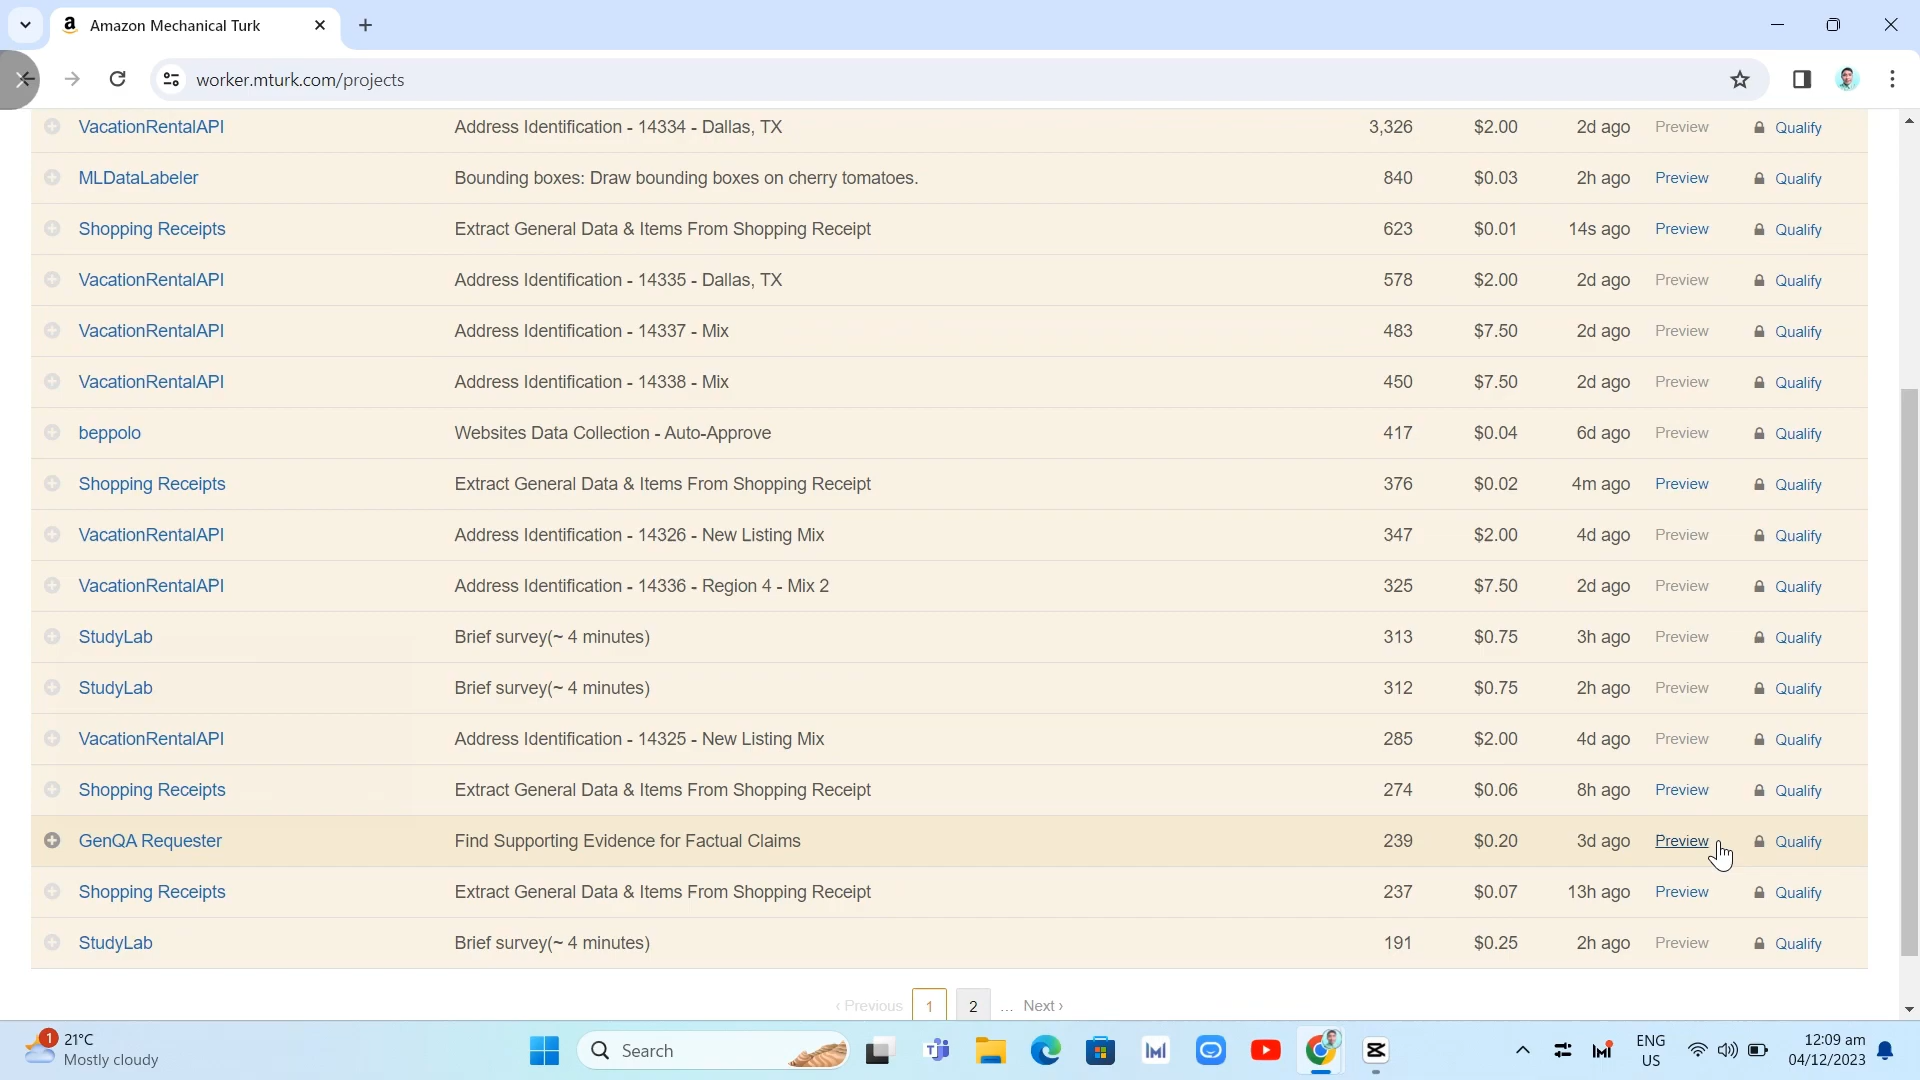 Amazon Mechanical Turk
worker.mturk.com/projects
VacationRentalAPI Address Identification - 14334 - Dallas, TX 3,326 $2.00 2d ago Preview Qualify
MLDataLabeler Bounding boxes: Draw bounding boxes on cherry tomatoes. 840 $0.03 2h ago Preview Qualify
Shopping Receipts Extract General Data & Items From Shopping Receipt 623 $0.01 14s ago Preview Qualify
VacationRentalAPI Address Identification - 14335 - Dallas, TX 578 $2.00 2d ago Preview Qualify
VacationRentalAPI Address Identification - 14337 - Mix 483 $7.50 2d ago Preview Qualify
VacationRentalAPI Address Identification - 14338 - Mix 450 $7.50 2d ago Preview Qualify
beppolo Websites Data Collection - Auto-Approve 417 $0.04 6d ago Preview Qualify
Shopping Receipts Extract General Data & Items From Shopping Receipt 376 $0.02 4m ago Preview Qualify
VacationRentalAPI Address Identification - 14326 - New Listing Mix 347 $2.00 4d ago Preview Qualify
VacationRentalAPI Address Identification - 14336 - Region 4 - Mix 2 325 $7.50 2d ago Preview Qualify
StudyLab Brief survey(~ 4 minutes) 313 $0.75 3h ago Preview Qualify
StudyLab Brief survey(~ 4 minutes) 312 $0.75 2h ago Preview Qualify
VacationRentalAPI Address Identification - 14325 - New Listing Mix 285 $2.00 4d ago Preview Qualify
Shopping Receipts Extract General Data & Items From Shopping Receipt 274 $0.06 8h ago Preview Qualify
GenQA Requester Find Supporting Evidence for Factual Claims 239 $0.20 3d ago Preview Qualify
Shopping Receipts Extract General Data & Items From Shopping Receipt 237 $0.07 13h ago Preview Qualify
StudyLab Brief survey(~ 4 minutes) 191 $0.25 2h ago Preview Qualify
‹ Previous 1 2 ... Next ›
1 21°C
Mostly cloudy
Search
ENG
US
12:09 am
04/12/2023